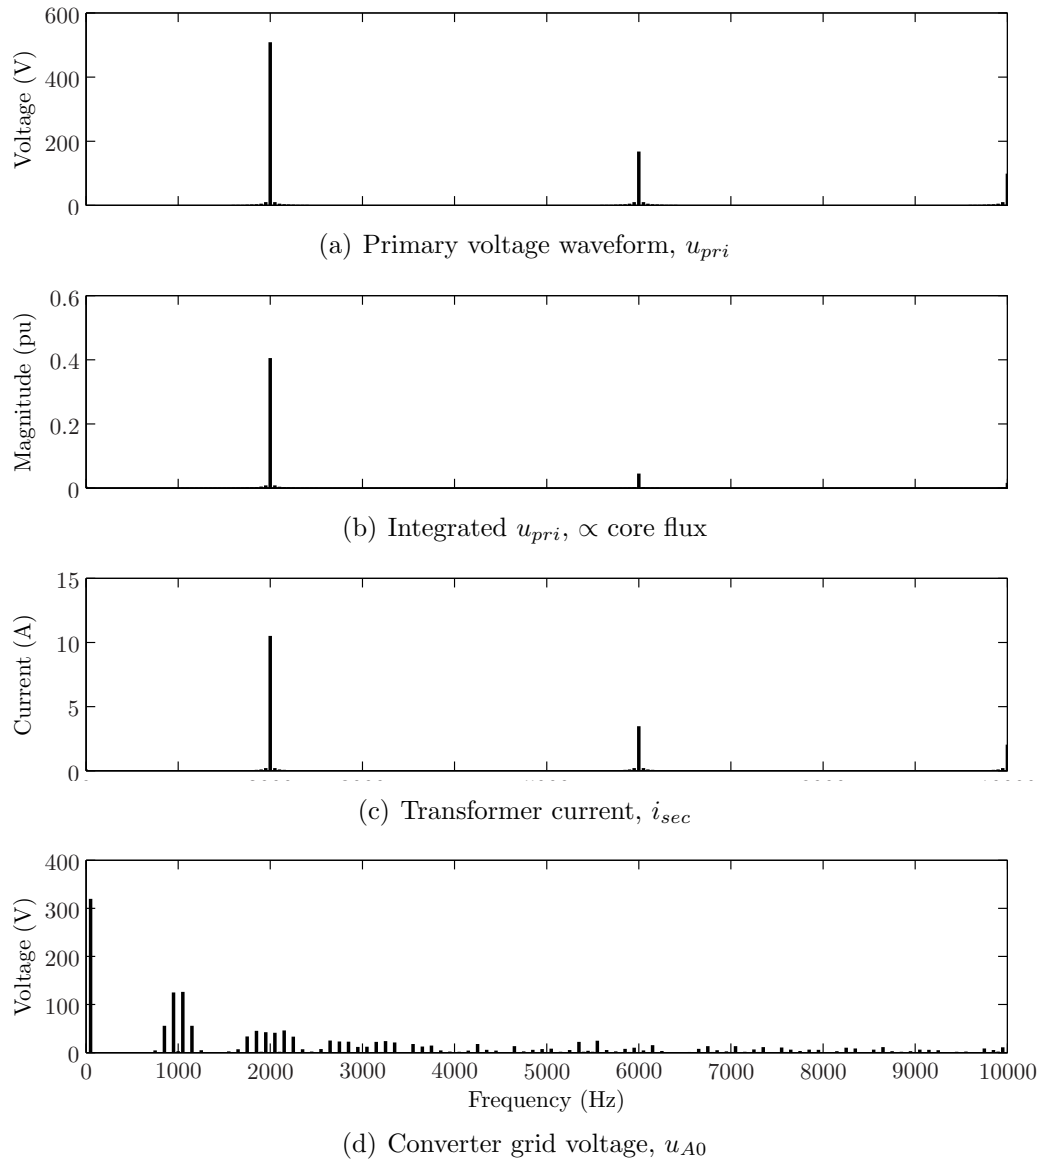 600
400
200
0
Voltage (V)
(a) Primary voltage waveform, u_pri
0.6
0.4
0.2
0
Magnitude (pu)
(b) Integrated u_pri, ∝ core flux
15
10
5
0
Current (A)
(c) Transformer current, i_sec
400
300
200
100
0
Voltage (V)
0 1000 2000 3000 4000 5000 6000 7000 8000 9000 10000
Frequency (Hz)
(d) Converter grid voltage, u_A0